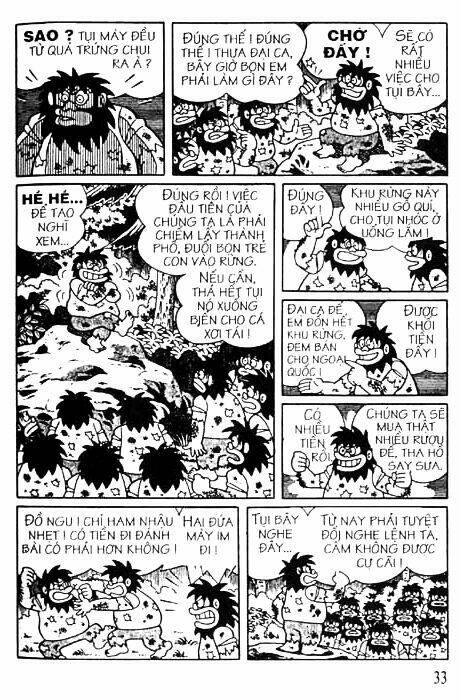 SAO ? TỤI MÀY ĐỀU
TỪ QUẢ TRỨNG CHUI
RA À ?
ĐÚNG THẾ ! ĐÚNG
THẾ ! THƯA ĐẠI CA,
BÂY GIỜ BỌN EM
PHẢI LÀM GÌ ĐÂY ?
CHỜ
ĐẤY !
SẼ CÓ
RẤT
NHIỀU
VIỆC CHO
TỤI BÂY...
HÉ, HÉ...
ĐỂ TAO
NGHĨ
XEM...
ĐÚNG RỒI ! VIỆC
ĐẦU TIÊN CỦA
CHÚNG TA LÀ PHẢI
CHIẾM LẤY THÀNH
PHỐ, ĐUỔI BỌN TRẺ
CON VÀO RỪNG.
NẾU CẦN,
THẢ HẾT TỤI
NÓ XUỐNG
BIỂN CHO CÁ
XƠI TÁI !
ĐÚNG
ĐẤY !
KHU RỪNG NÀY
NHIỀU GỖ QUÍ,
CHO TỤI NHÓC Ở
UỔNG LẮM !
ĐẠI CA ĐỂ
EM ĐỐN HẾT
KHU RỪNG,
ĐEM BÁN
CHO NGOẠI
QUỐC !
ĐƯỢC
KHỐI
TIỀN
ĐẤY !
CÓ
NHIỀU
TIỀN
RỒI,
CHÚNG TA SẼ
MUA THẬT
NHIỀU RƯỢU
ĐẾ, THA HỒ
SAY SƯA.
ĐỒ NGU ! CHỈ HAM NHẬU
NHẸT ! CÓ TIỀN ĐI ĐÁNH
BÀI CÓ PHẢI HƠN KHÔNG !
HAI ĐỨA
MÀY IM
ĐI !
TỤI BÂY
NGHE
ĐÂY...
TỪ NAY PHẢI TUYỆT
ĐỐI NGHE LỆNH TA,
CẤM KHÔNG ĐƯỢC
CỰ CÃI !
33